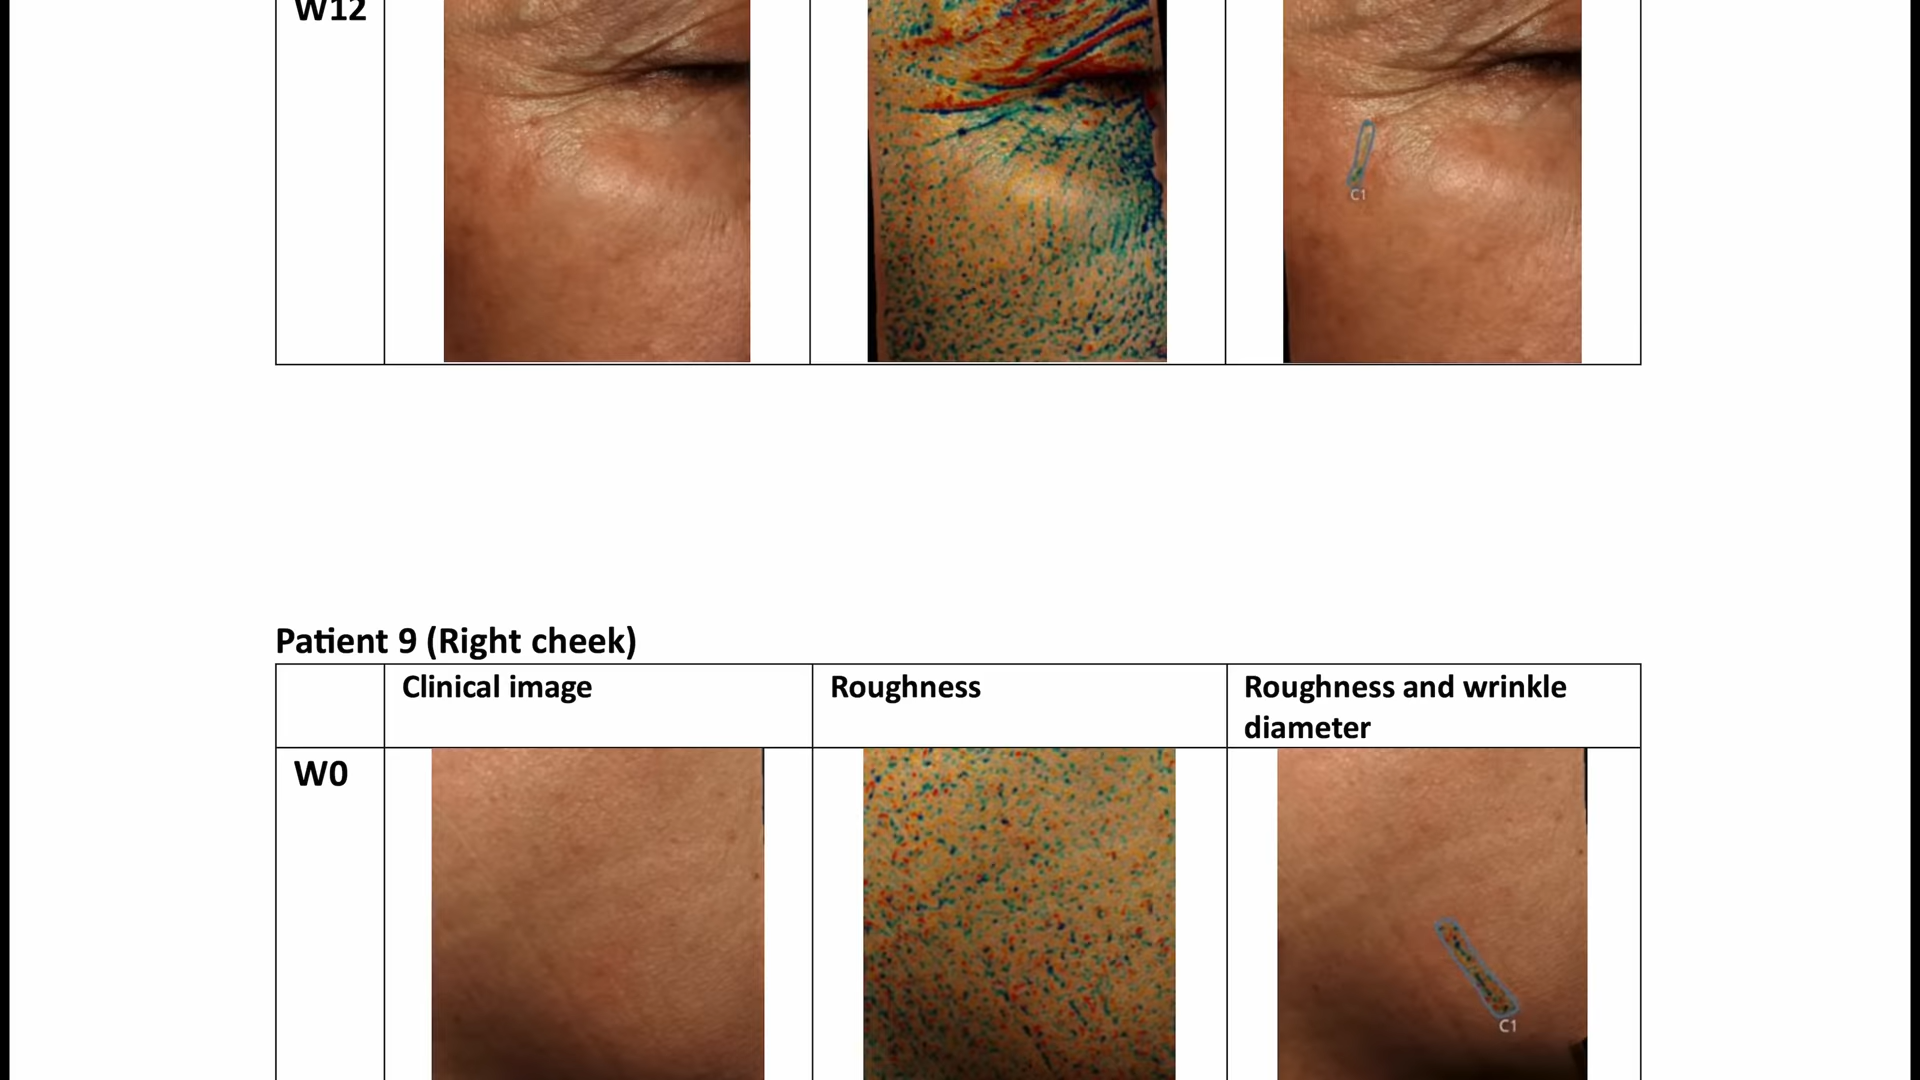 W12
C1
Patient 9 (Right cheek)
Clinical image
Roughness
Roughness and wrinkle
diameter
W0
C1